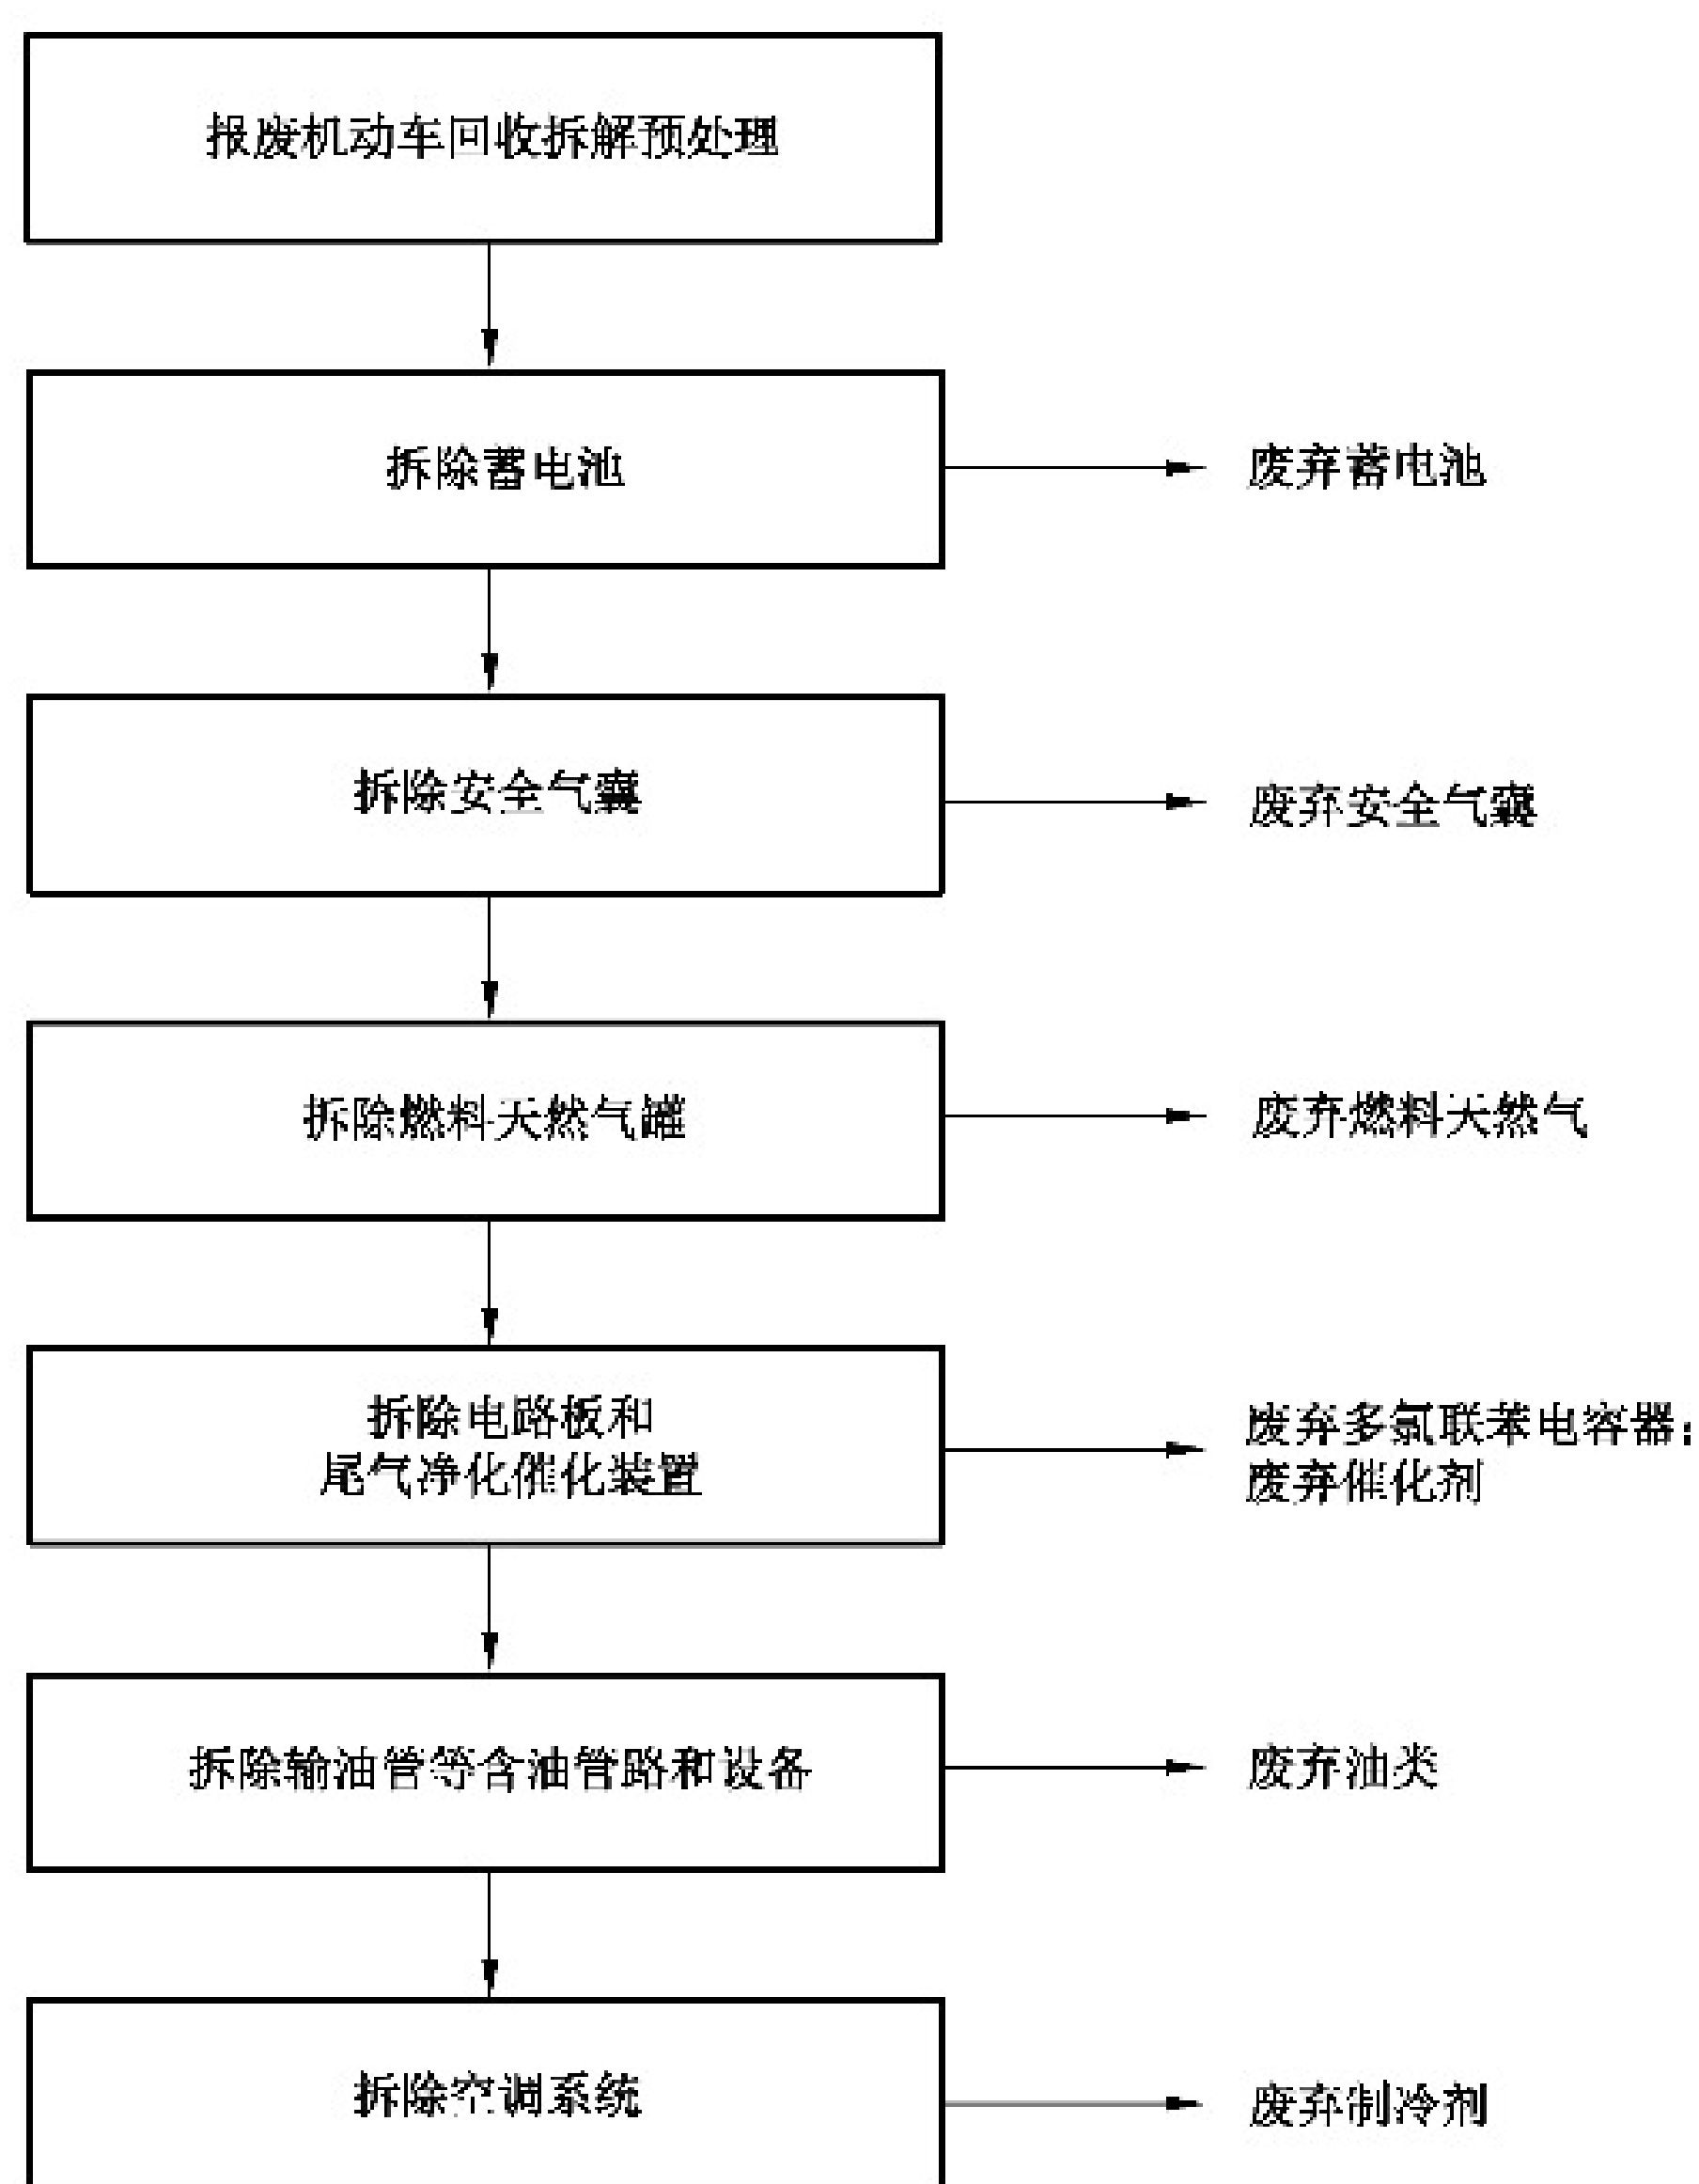 报废机动车回收拆解预处理
拆除蓄电池
废弃蓄电池
拆除安全气囊
废弃安全气囊
拆除燃料天然气罐
废弃燃料天然气
拆除电路板和
尾气净化催化装置
废弃多氯联苯电容器;
废弃催化剂
拆除输油管等含油管路和设备
废弃油类
拆除空调系统
废弃制冷剂